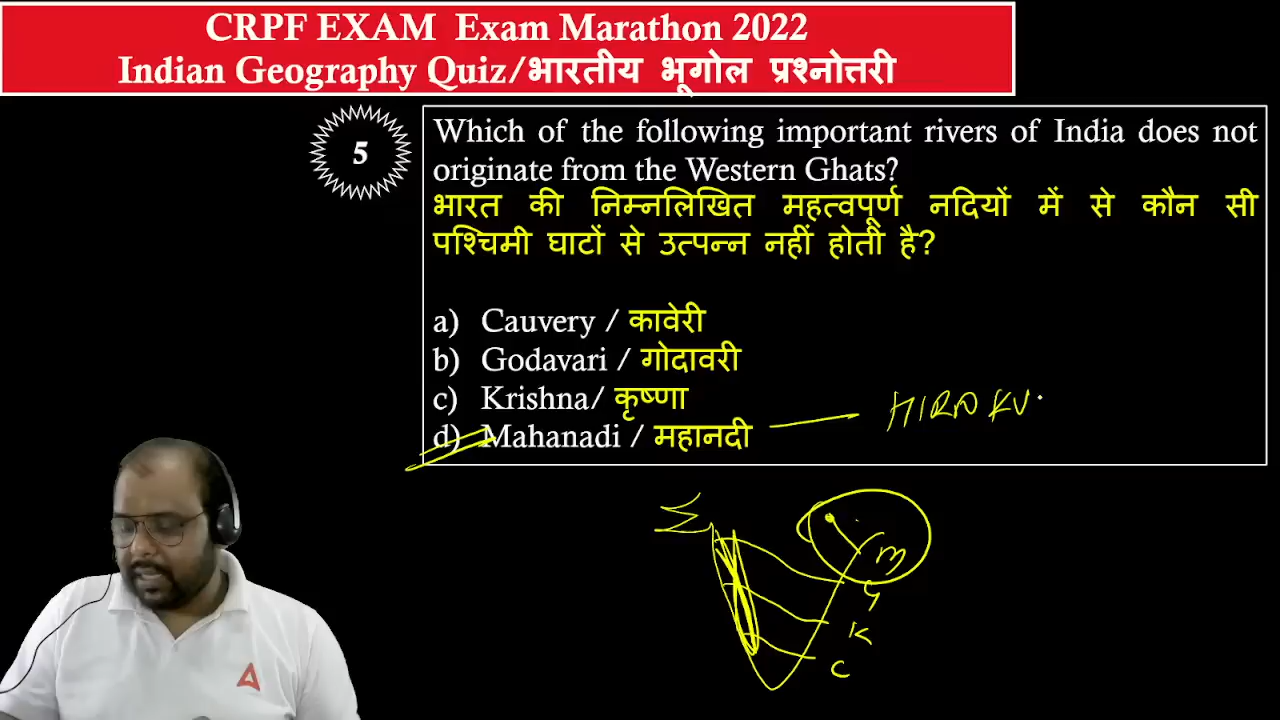 CRPF EXAM Exam Marathon 2022
Indian Geography Quiz/भारतीय भूगोल प्रश्नोत्तरी
5
Which of the following important rivers of India does not
originate from the Western Ghats?
भारत की निम्नलिखित महत्वपूर्ण नदियों में से कौन सी
पश्चिमी घाटों से उत्पन्न नहीं होती है?
a) Cauvery / कावेरी
b) Godavari / गोदावरी
c) Krishna/ कृष्णा
d) Mahanadi / महानदी
HIRAKU
m
G
K
C